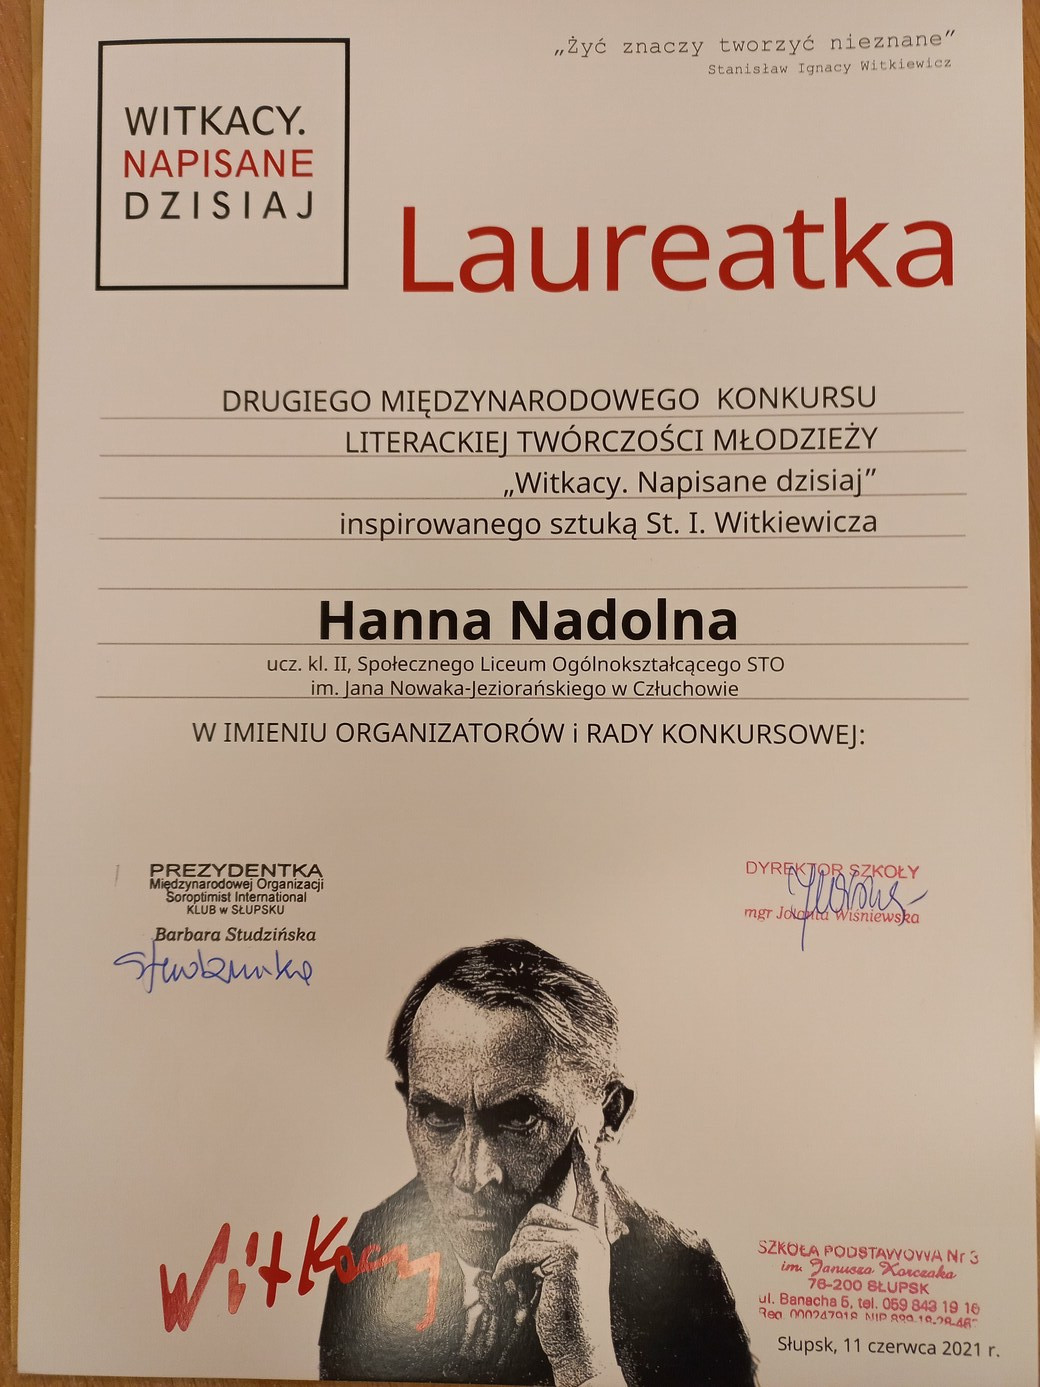 „Żyć znaczy tworzyć nieznane”
Stanisław Ignacy Witkiewicz
WITKACY.
NAPISANE
DZISIAJ
Laureatka
DRUGIEGO MIĘDZYNARODOWEGO KONKURSU
LITERACKIEJ TWÓRCZOŚCI MŁODZIEŻY
„Witkacy. Napisane dzisiaj”
inspirowanego sztuką St. I. Witkiewicza
Hanna Nadolna
ucz. kl. II, Społecznego Liceum Ogólnokształcącego STO
im. Jana Nowaka-Jeziorańskiego w Człuchowie
W IMIENIU ORGANIZATORÓW i RADY KONKURSOWEJ:
PREZYDENTKA
Międzynarodowej Organizacji
Soroptimist International
KLUB w SŁUPSKU
Barbara Studzińska
Studzińska
DYREKTOR SZKOŁY
mgr Jolanta Wiśniewska
Witkacy
SZKOŁA PODSTAWOWA Nr 3
im. Janusza Korczaka
76-200 SŁUPSK
ul. Banacha 5, tel. 059 843 19 16
Reg. 000247918 NIP
Słupsk, 11 czerwca 2021 r.